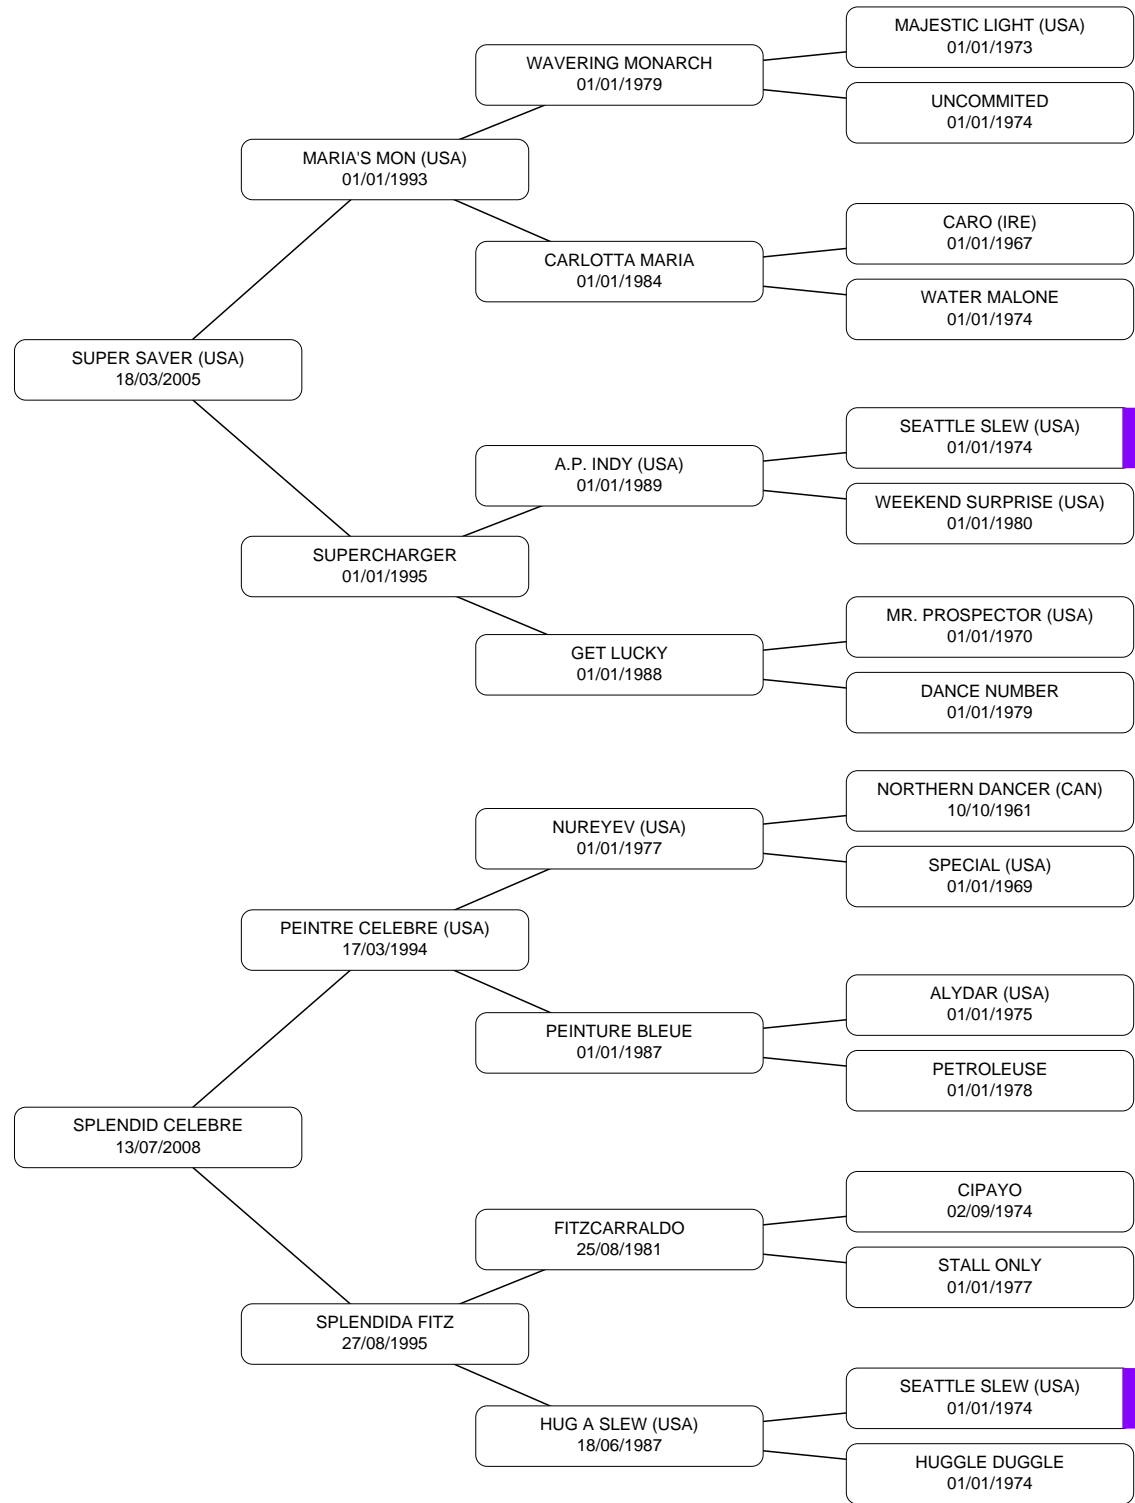 MAJESTIC LIGHT (USA)
01/01/1973
WAVERING MONARCH
01/01/1979
UNCOMMITED
01/01/1974
MARIA'S MON (USA)
01/01/1993
CARO (IRE)
01/01/1967
CARLOTTA MARIA
01/01/1984
WATER MALONE
01/01/1974
SUPER SAVER (USA)
18/03/2005
SEATTLE SLEW (USA)
01/01/1974
A.P. INDY (USA)
01/01/1989
WEEKEND SURPRISE (USA)
01/01/1980
SUPERCHARGER
01/01/1995
MR. PROSPECTOR (USA)
01/01/1970
GET LUCKY
01/01/1988
DANCE NUMBER
01/01/1979
NORTHERN DANCER (CAN)
10/10/1961
NUREYEV (USA)
01/01/1977
SPECIAL (USA)
01/01/1969
PEINTRE CELEBRE (USA)
17/03/1994
ALYDAR (USA)
01/01/1975
PEINTURE BLEUE
01/01/1987
PETROLEUSE
01/01/1978
SPLENDID CELEBRE
13/07/2008
CIPAYO
02/09/1974
FITZCARRALDO
25/08/1981
STALL ONLY
01/01/1977
SPLENDIDA FITZ
27/08/1995
SEATTLE SLEW (USA)
01/01/1974
HUG A SLEW (USA)
18/06/1987
HUGGLE DUGGLE
01/01/1974